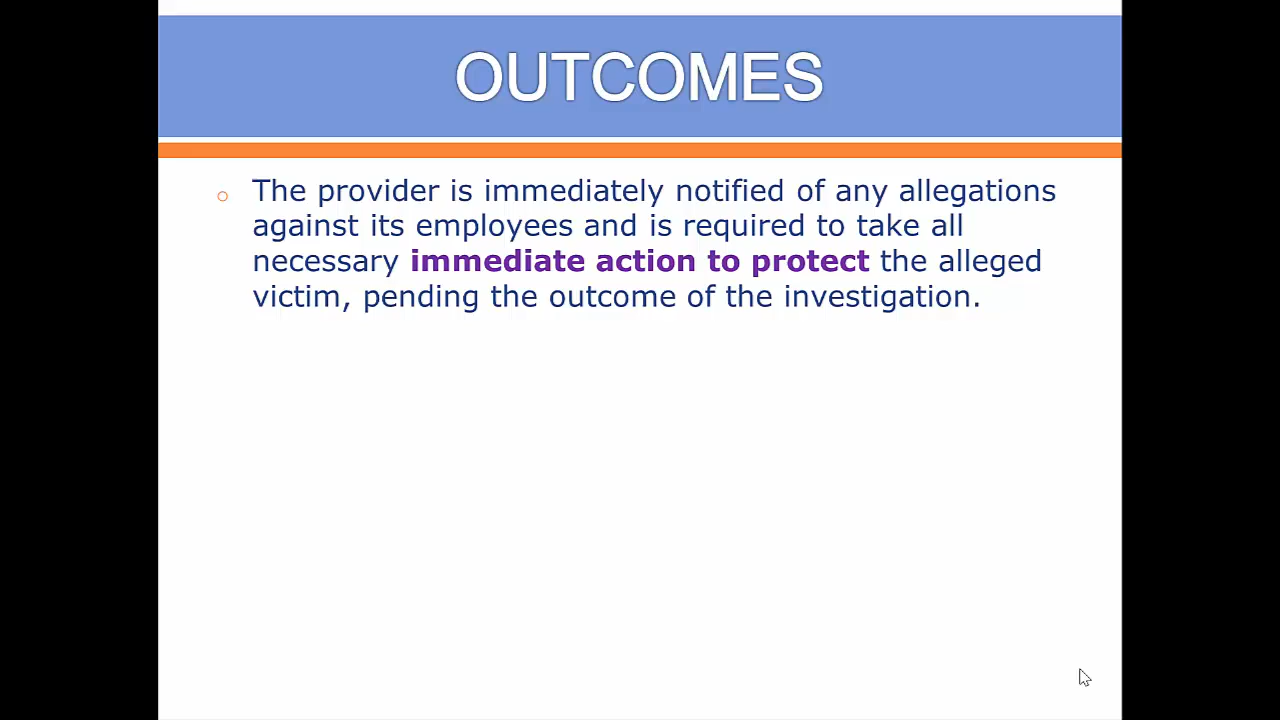 OUTCOMES
The provider is immediately notified of any allegations
against its employees and is required to take all
necessary immediate action to protect the alleged
victim, pending the outcome of the investigation.